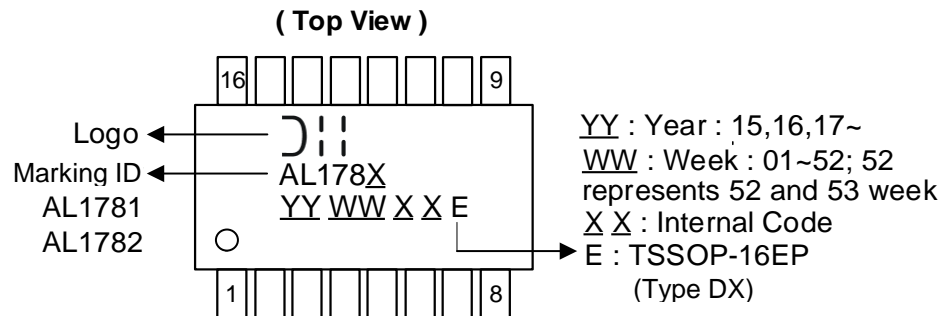 ( Top View )
16 9
Logo
Marking ID
AL1781
AL1782
AL178X
YY WW X X E
1 8
YY : Year : 15,16,17~
WW : Week : 01~52; 52
represents 52 and 53 week
X X : Internal Code
E : TSSOP-16EP
(Type DX)